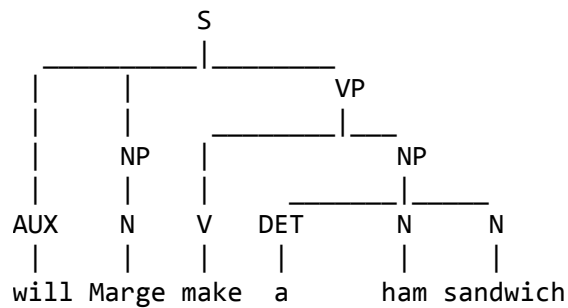 S
VP
NP NP
AUX N V DET N N
will Marge make a ham sandwich